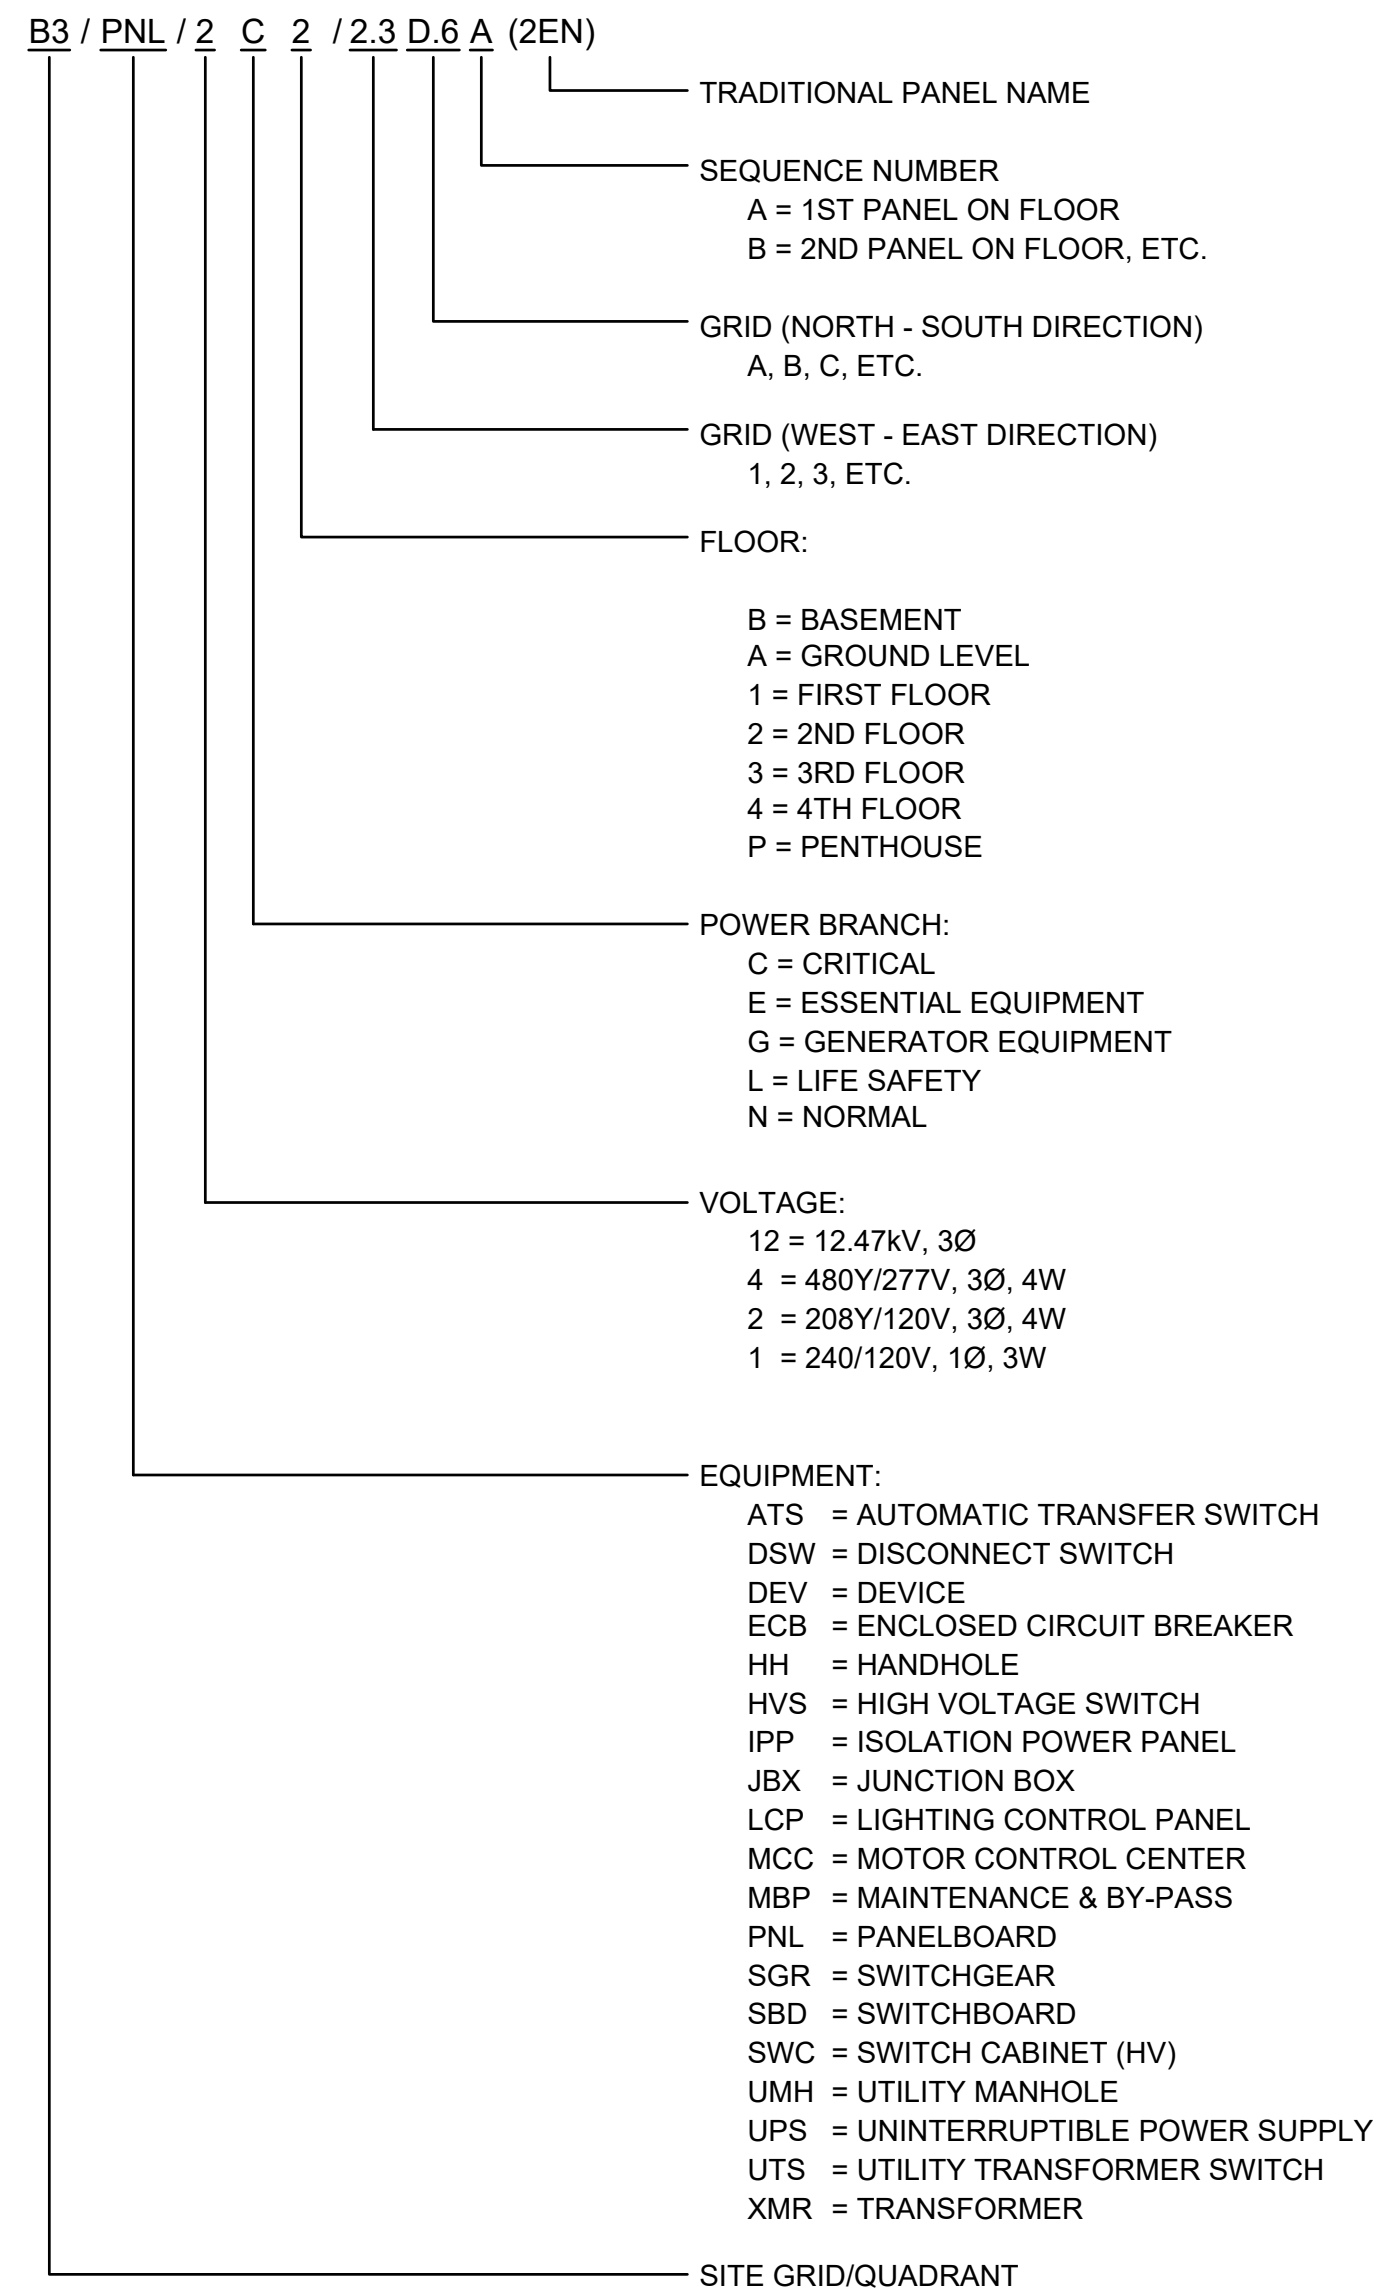 B3 / PNL / 2 C 2 / 2.3 D.6 A (2EN)
TRADITIONAL PANEL NAME
SEQUENCE NUMBER
A = 1ST PANEL ON FLOOR
B = 2ND PANEL ON FLOOR, ETC.
GRID (NORTH - SOUTH DIRECTION)
A, B, C, ETC.
GRID (WEST - EAST DIRECTION)
1, 2, 3, ETC.
FLOOR:
B = BASEMENT
A = GROUND LEVEL
1 = FIRST FLOOR
2 = 2ND FLOOR
3 = 3RD FLOOR
4 = 4TH FLOOR
P = PENTHOUSE
POWER BRANCH:
C = CRITICAL
E = ESSENTIAL EQUIPMENT
G = GENERATOR EQUIPMENT
L = LIFE SAFETY
N = NORMAL
VOLTAGE:
12 = 12.47kV, 3Ø
4 = 480Y/277V, 3Ø, 4W
2 = 208Y/120V, 3Ø, 4W
1 = 240/120V, 1Ø, 3W
EQUIPMENT:
ATS = AUTOMATIC TRANSFER SWITCH
DSW = DISCONNECT SWITCH
DEV = DEVICE
ECB = ENCLOSED CIRCUIT BREAKER
HH = HANDHOLE
HVS = HIGH VOLTAGE SWITCH
IPP = ISOLATION POWER PANEL
JBX = JUNCTION BOX
LCP = LIGHTING CONTROL PANEL
MCC = MOTOR CONTROL CENTER
MBP = MAINTENANCE & BY-PASS
PNL = PANELBOARD
SGR = SWITCHGEAR
SBD = SWITCHBOARD
SWC = SWITCH CABINET (HV)
UMH = UTILITY MANHOLE
UPS = UNINTERRUPTIBLE POWER SUPPLY
UTS = UTILITY TRANSFORMER SWITCH
XMR = TRANSFORMER
SITE GRID/QUADRANT